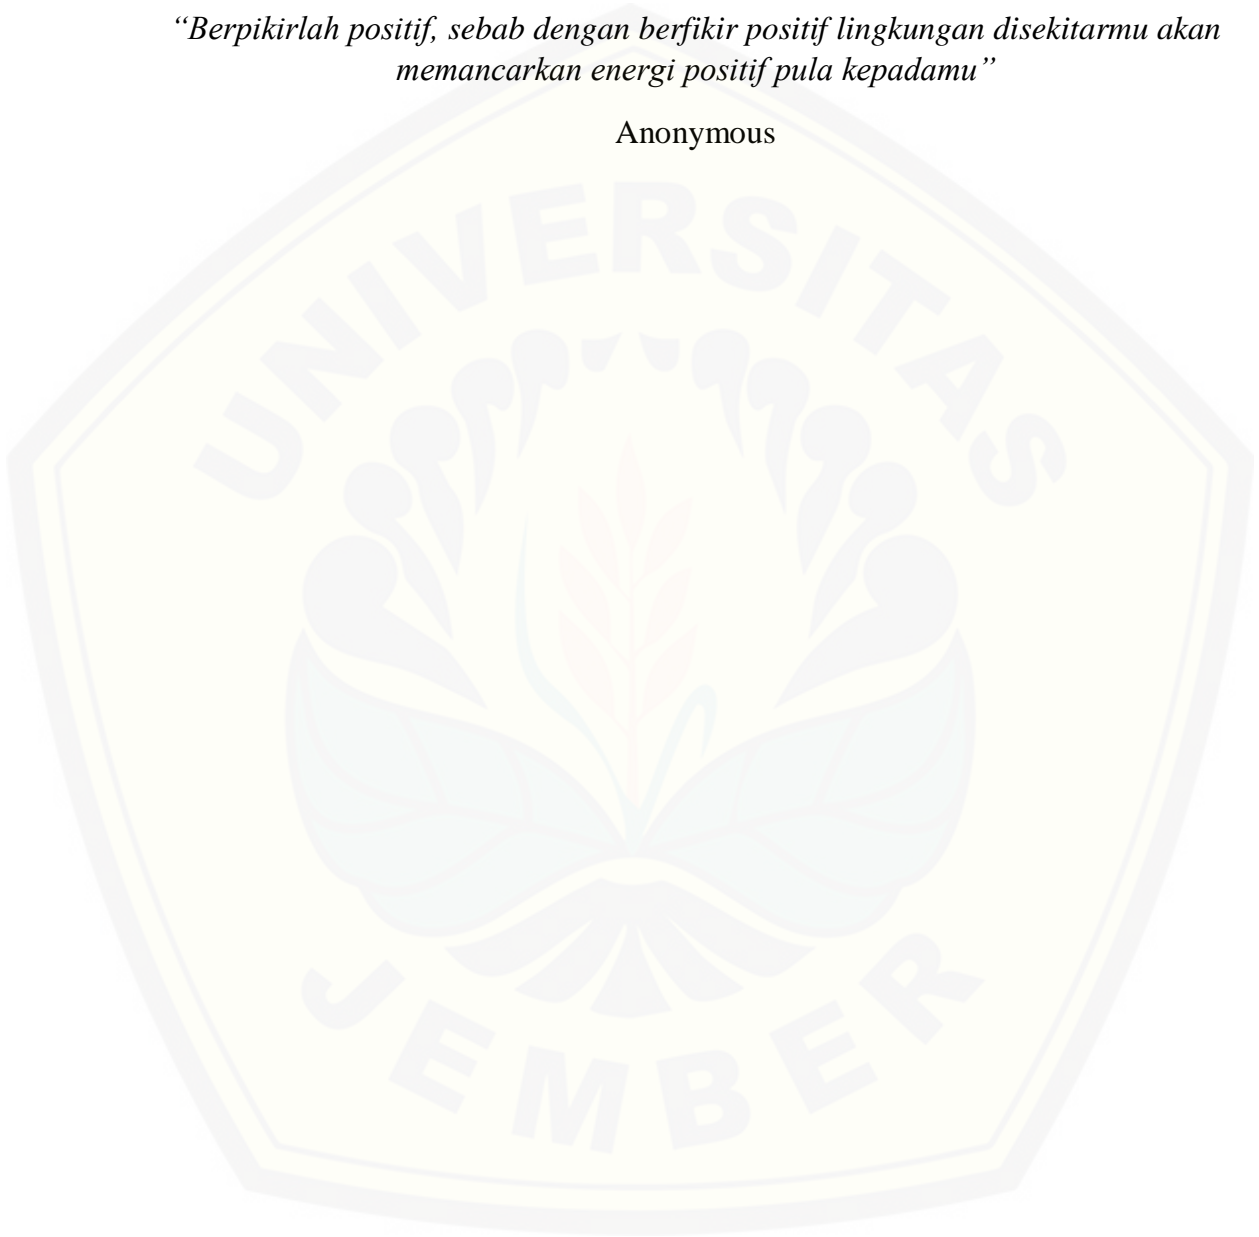 “Berpikirlah positif, sebab dengan berfikir positif lingkungan disekitarmu akan
memancarkan energi positif pula kepadamu”
Anonymous
UNIVERSITAS
JEMBER